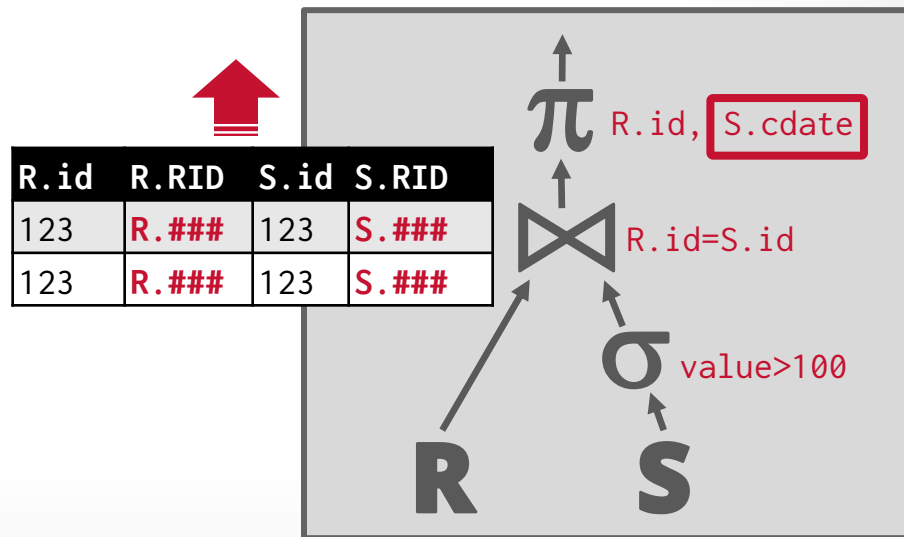 π R.id, S.cdate
R.id R.RID S.id S.RID
123 R.### 123 S.###
123 R.### 123 S.###
⋈ R.id=S.id
σ value>100
R S